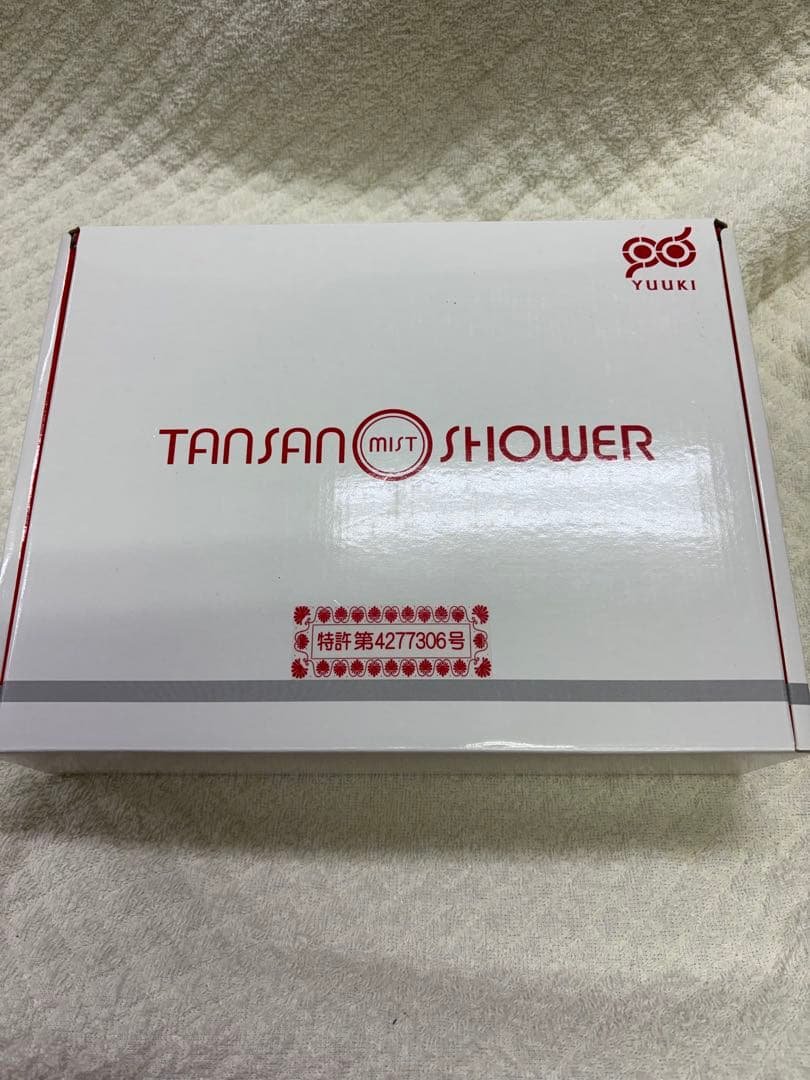 YUUKI
TANSAN MIST SHOWER
特許第4277306号